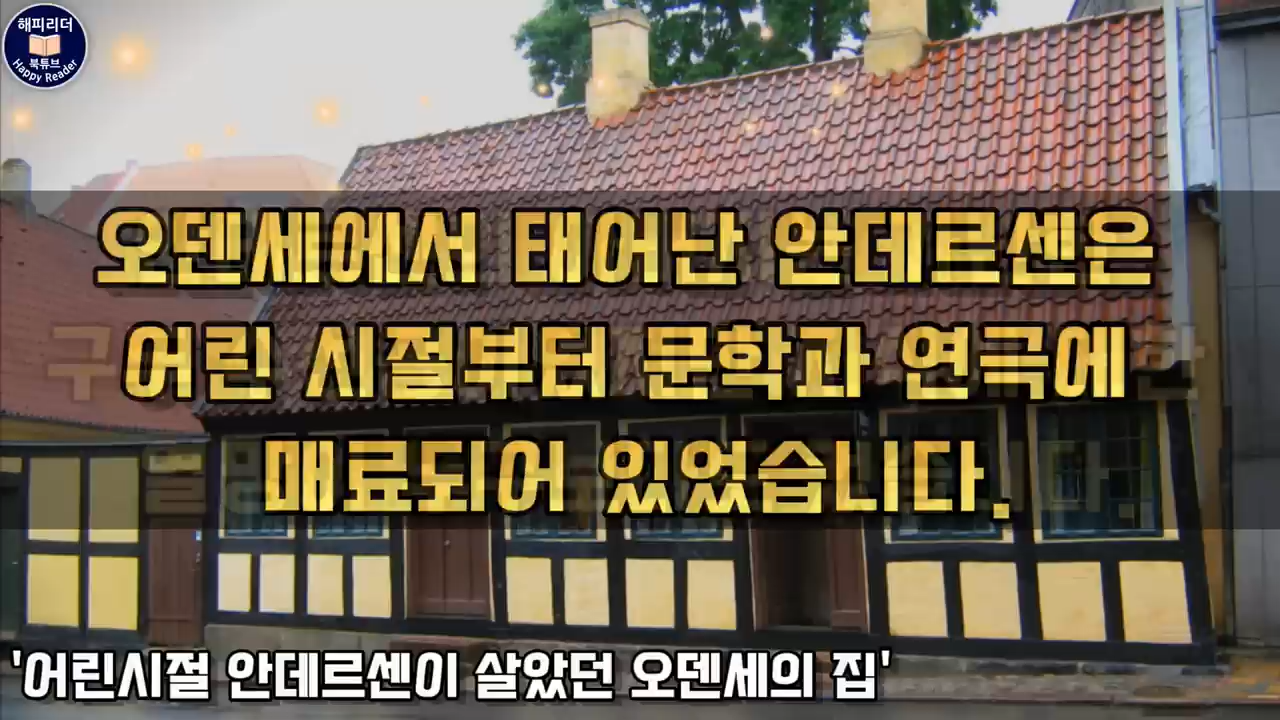 해피리더
북튜브
Happy Reader
오덴세에서 태어난 안데르센은
어린 시절부터 문학과 연극에
매료되어 있었습니다.
'어린시절 안데르센이 살았던 오덴세의 집'